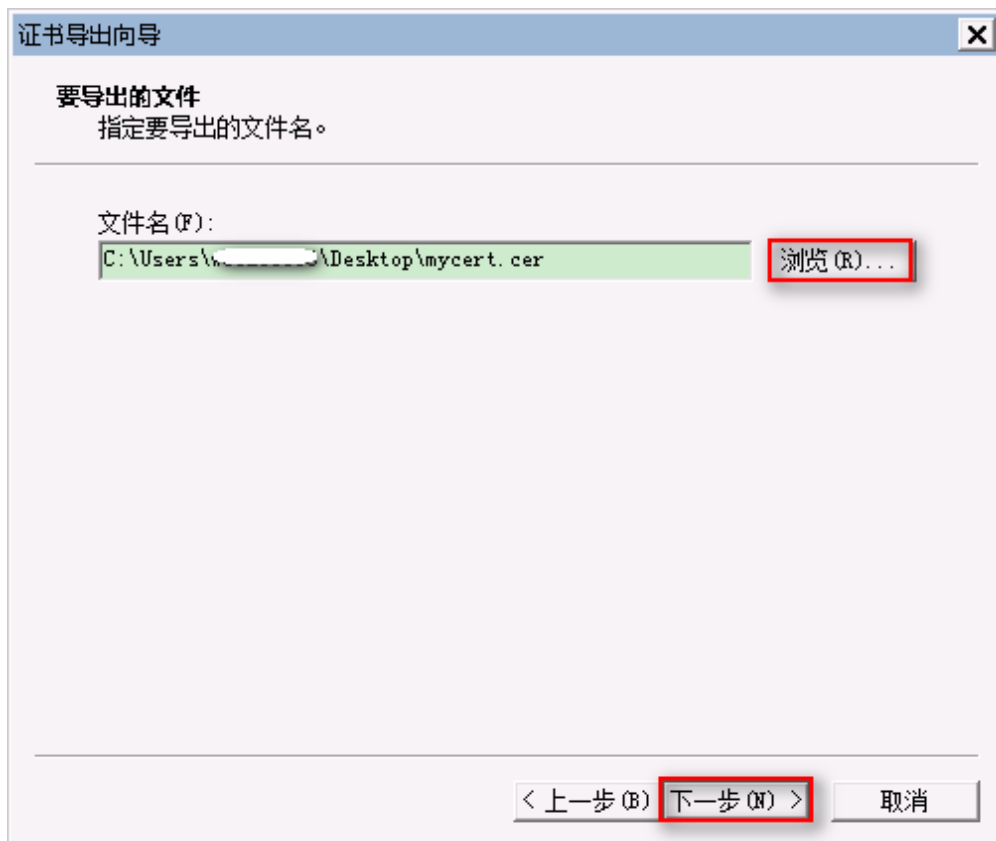 证书导出向导
要导出的文件
指定要导出的文件名。
文件名(F):
C:\Users\ \Desktop\mycert.cer
浏览(R)...
< 上一步(B) 下一步(N) > 取消